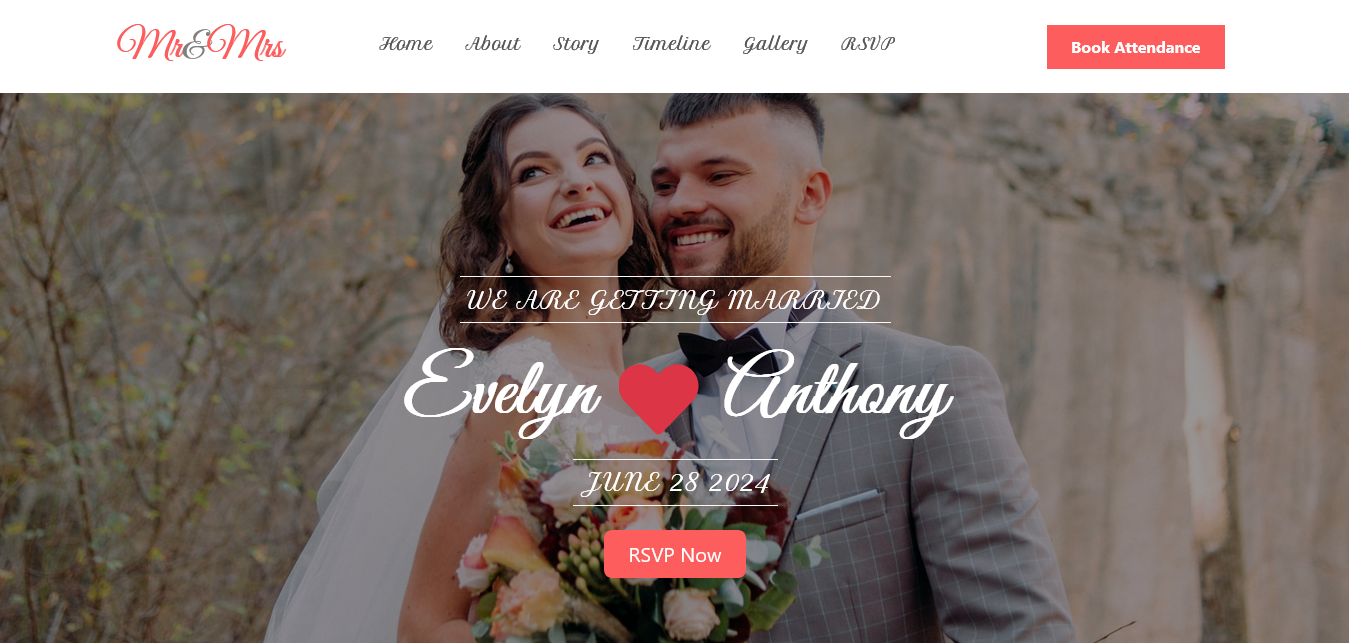 Mr&Mrs
Home About Story Timeline Gallery RSVP
Book Attendance
WE ARE GETTING MARRIED
Evelyn Anthony
JUNE 28 2024
RSVP Now